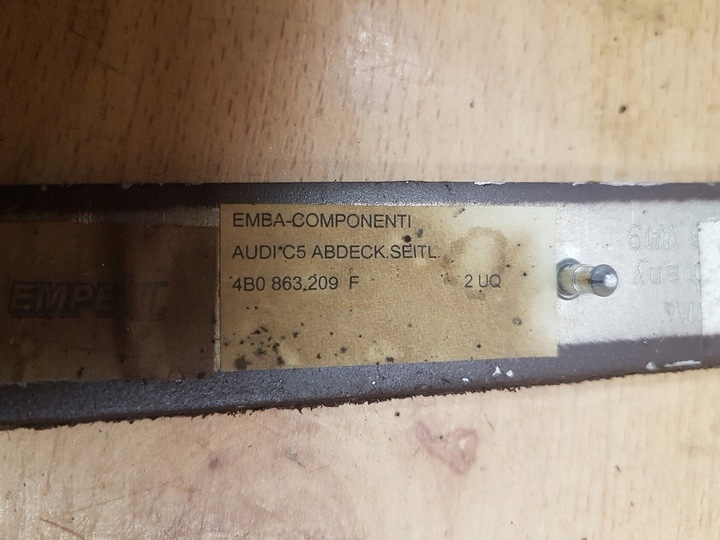 EMBA-COMPONENTI
AUDI C5 ABDECK.SEITL.
4B0 863 209 F 2 UQ